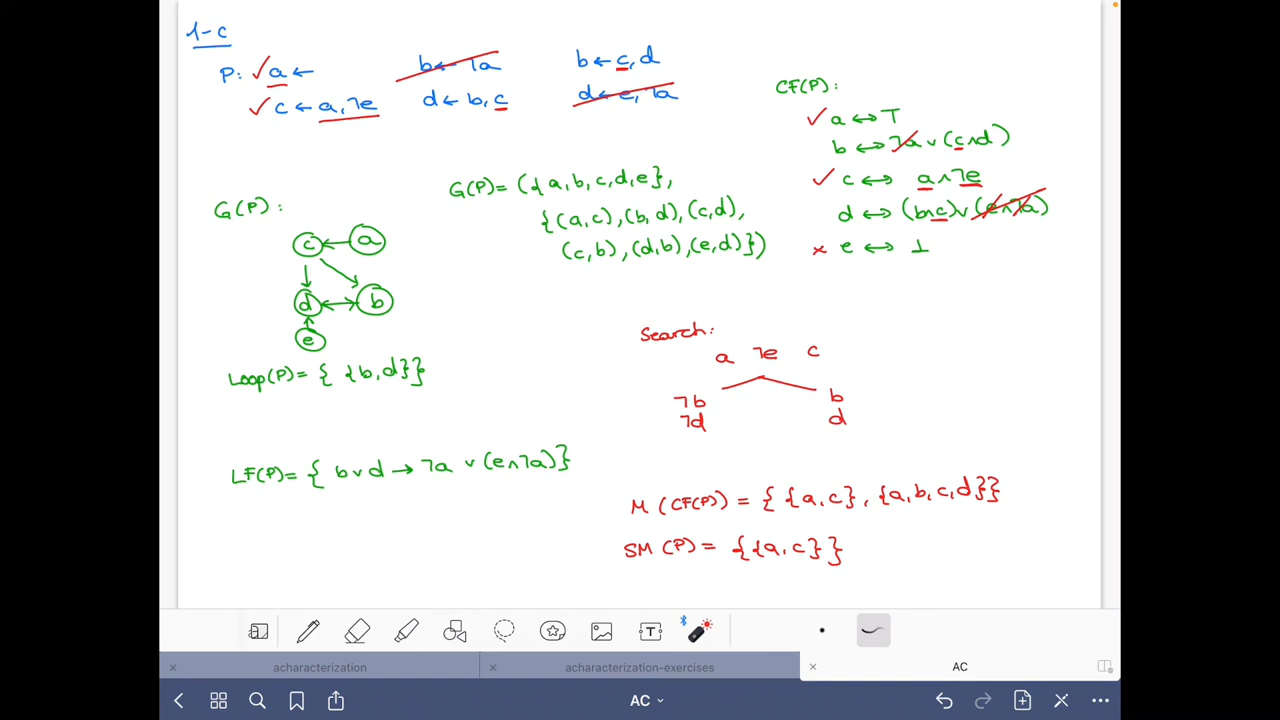 1-c
P: ✓ a ←    b ← ¬a    b ← c, d
✓ c ← a, ¬e    d ← b, c    d ← e, ¬a
CF(P):
✓ a ↔ ⊤
b ↔ ¬a ∨ (c ∧ d)
✓ c ↔ a ∧ ¬e
d ↔ (b ∧ c) ∨ (e ∧ ¬a)
× e ↔ ⊥
G(P)= ({a, b, c, d, e},
{(a, c), (b, d), (c, d),
(c, b), (d, b), (e, d)})
G(P) :
c a
d b
e
Loop(P) = { {b, d}}
LF(P) = { b ∨ d → ¬a ∨ (e ∧ ¬a)}
Search:
a ¬e c
¬b b
¬d d
M (CF(P)) = { {a, c}, {a, b, c, d}}
SM (P) = {{a, c}}
T
acharacterization
acharacterization-exercises
AC
AC